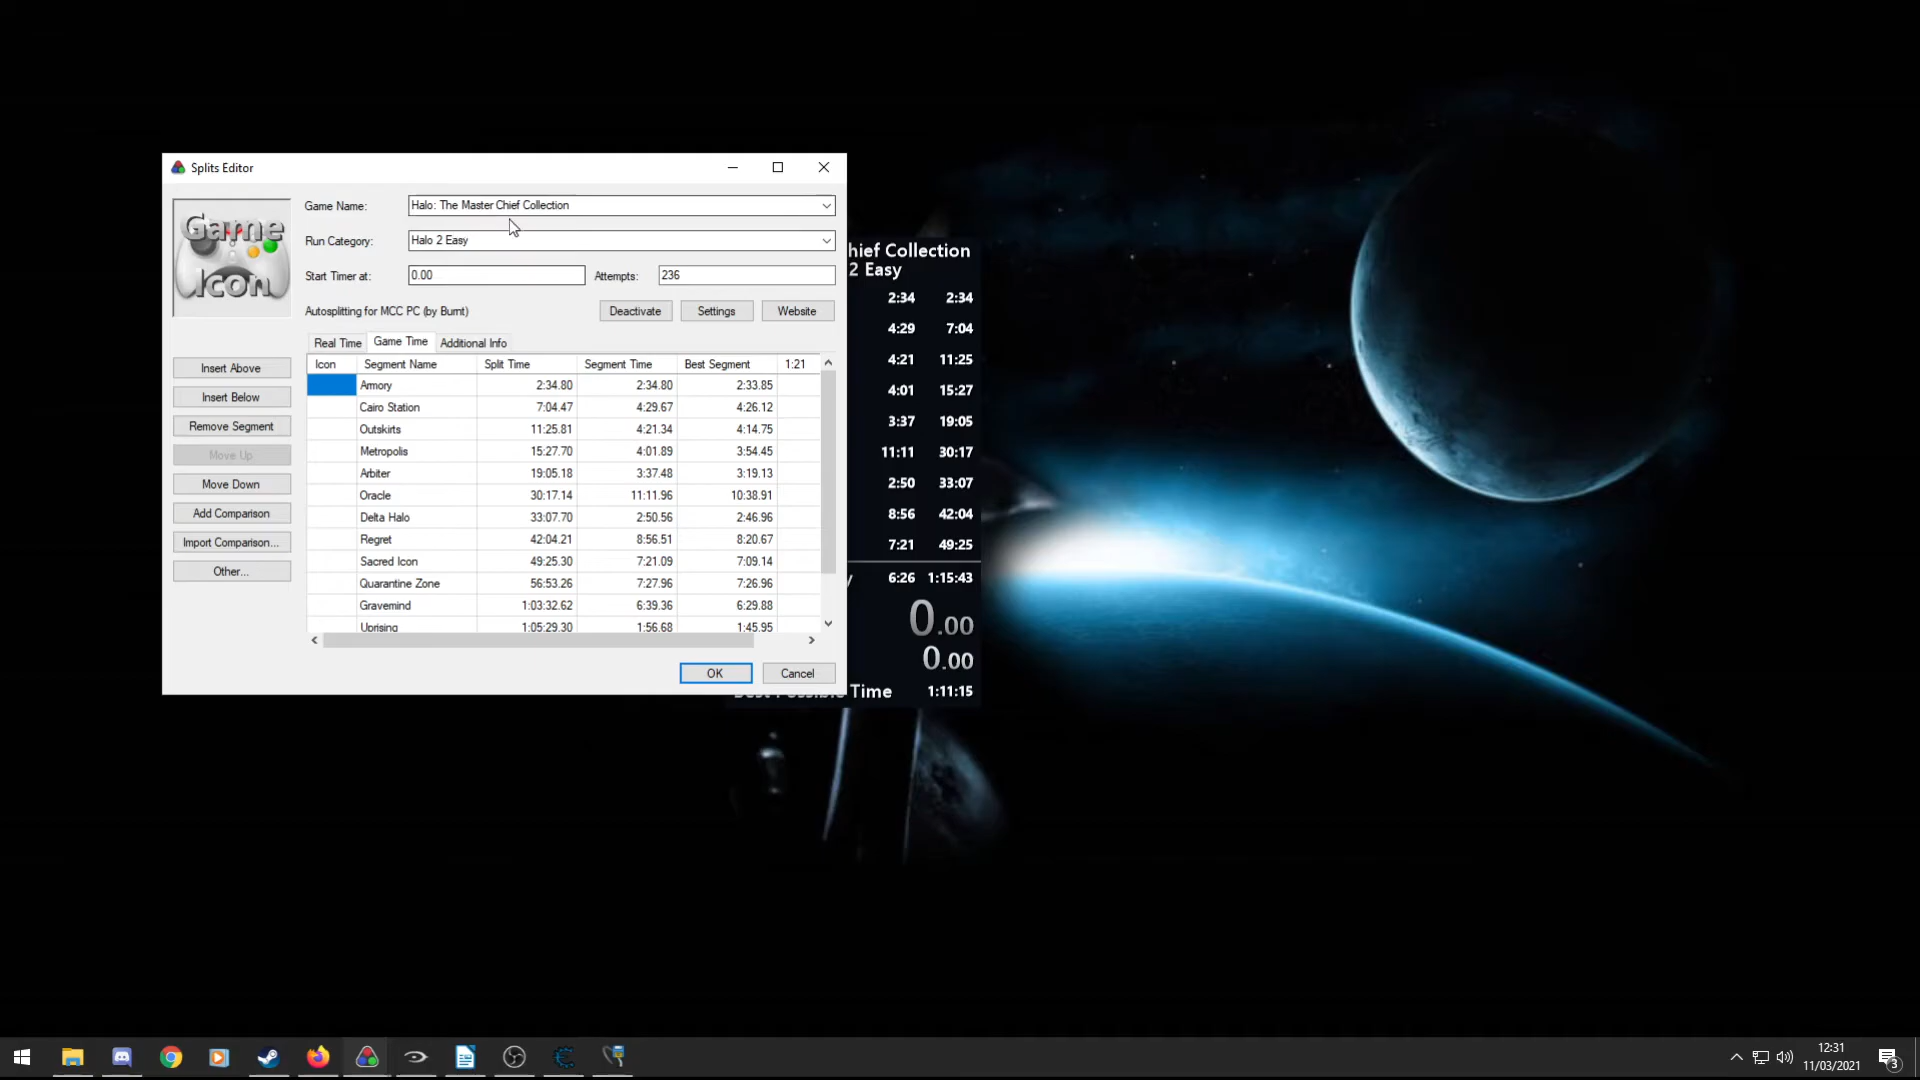 Splits Editor
Game Icon
Game Name:
Halo: The Master Chief Collection
Run Category:
Halo 2 Easy
Start Timer at:
0.00
Attempts:
236
Autosplitting for MCC PC (by Burnt)
Deactivate
Settings
Website
Real Time
Game Time
Additional Info
Insert Above
Insert Below
Remove Segment
Move Up
Move Down
Add Comparison
Import Comparison...
Other...
Icon Segment Name Split Time Segment Time Best Segment 1:21
Armory 2:34.80 2:34.80 2:33.85
Cairo Station 7:04.47 4:29.67 4:26.12
Outskirts 11:25.81 4:21.34 4:14.75
Metropolis 15:27.70 4:01.89 3:54.45
Arbiter 19:05.18 3:37.48 3:19.13
Oracle 30:17.14 11:11.96 10:38.91
Delta Halo 33:07.70 2:50.56 2:46.96
Regret 42:04.21 8:56.51 8:20.67
Sacred Icon 49:25.30 7:21.09 7:09.14
Quarantine Zone 56:53.26 7:27.96 7:26.96
Gravemind 1:03:32.62 6:39.36 6:29.88
Uprising 1:05:29.30 1:56.68 1:45.95
OK
Cancel
hief Collection
2 Easy
2:34 2:34
4:29 7:04
4:21 11:25
4:01 15:27
3:37 19:05
11:11 30:17
2:50 33:07
8:56 42:04
7:21 49:25
y 6:26 1:15:43
0.00
0.00
Best Possible Time 1:11:15
12:31
11/03/2021
3